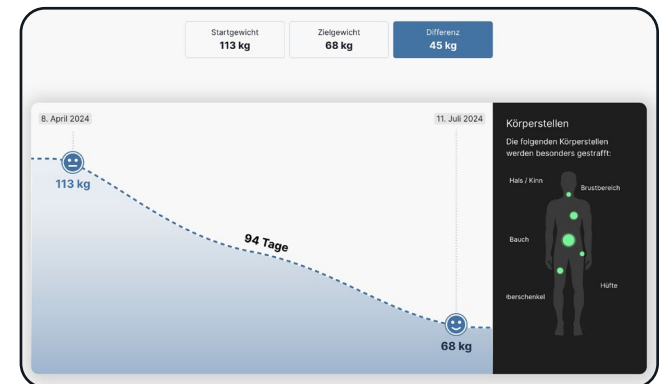 Startgewicht
113 kg
Zielgewicht
68 kg
Differenz
45 kg
8. April 2024
11. Juli 2024
113 kg
94 Tage
68 kg
Körperstellen
Die folgenden Körperstellen
werden besonders gestrafft:
Hals / Kinn
Brustbereich
Bauch
Hüfte
berschenkel